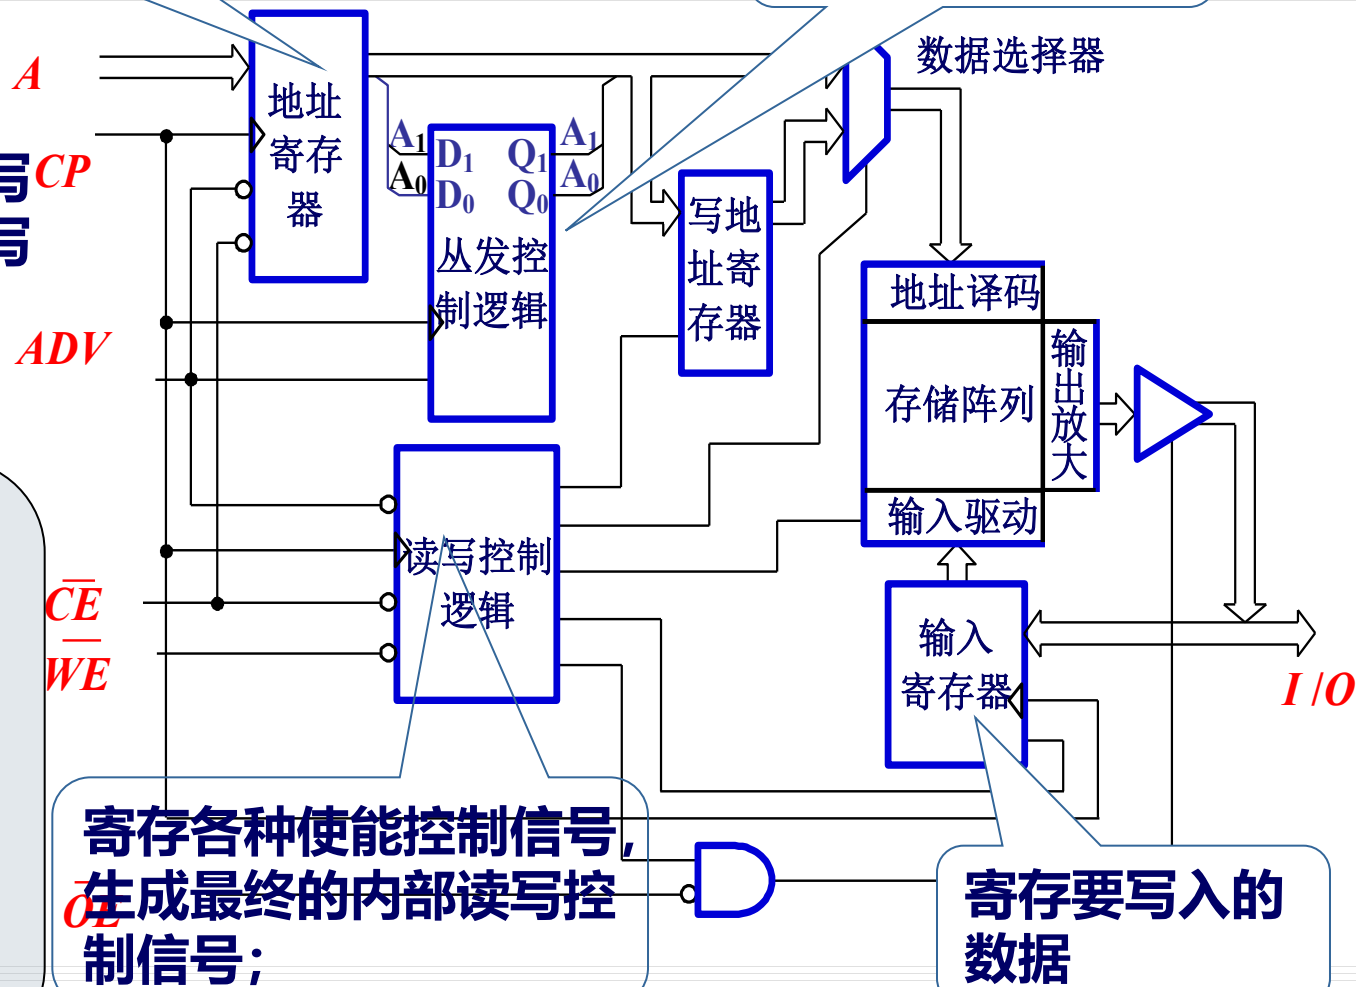 数据选择器
A
地址
寄存
器
写
CP
写
A1
D1
Q1
A1
A0
D0
Q0
A0
丛发控
制逻辑
写地
址寄
存器
地址译码
ADV
存储阵列
输
出
放
大
输入驱动
读写控制
逻辑
CE
WE
输入
寄存器
I/O
寄存各种使能控制信号,
生成最终的内部读写控
制信号;
OE
寄存要写入的
数据